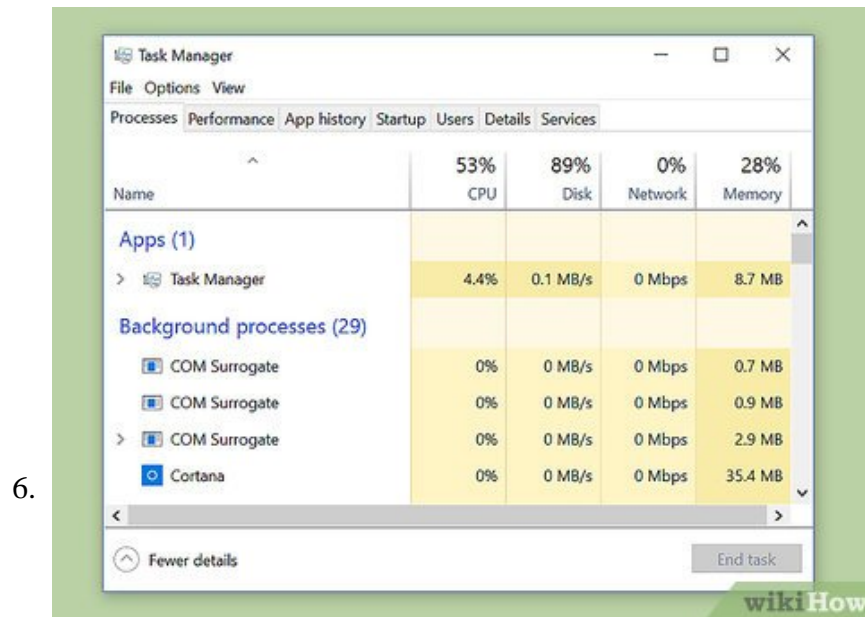 Task Manager
File Options View
Processes Performance App history Startup Users Details Services
53% 89% 0% 28%
Name CPU Disk Network Memory
Apps (1)
Task Manager 4.4% 0.1 MB/s 0 Mbps 8.7 MB
Background processes (29)
COM Surrogate 0% 0 MB/s 0 Mbps 0.7 MB
COM Surrogate 0% 0 MB/s 0 Mbps 0.9 MB
COM Surrogate 0% 0 MB/s 0 Mbps 2.9 MB
Cortana 0% 0 MB/s 0 Mbps 35.4 MB
6.
Fewer details End task
wikiHow